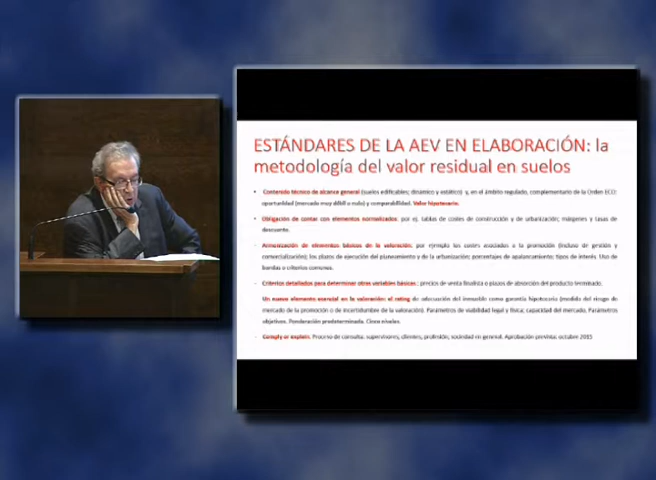 ESTÁNDARES DE LA AEV EN ELABORACIÓN: la
metodología del valor residual en suelos
• Contenido técnico de alcance general (suelos edificables; dinámico y estático) y, en el ámbito regulado, complementario de la Orden ECO:
oportunidad (mercado muy débil o nulo) y comparabilidad. Valor hipotecario.
- Obligación de contar con elementos normalizados. por ej. tablas de costes de construcción y de urbanización; márgenes y tasas de
descuento.
- Armonización de elementos básicos de la valoración. por ejemplo los costes asociados a la promoción (incluso de gestión y
comercialización); los plazos de ejecución del planeamiento y de la urbanización; porcentajes de apalancamiento; tipos de interés. Uso de
bandas o criterios comunes.
- Criterios detallados para determinar otras variables básicas.: precios de venta finalista o plazos de absorción del producto terminado.
- Un nuevo elemento esencial en la valoración: el rating de adecuación del inmueble como garantía hipotecaria (medida del riesgo de
mercado de la promoción o de incertidumbre de la valoración). Parámetros de viabilidad legal y física; capacidad del mercado. Parámetros
objetivos. Ponderación predeterminada. Cinco niveles.
- Comply or explain. Proceso de consulta: supervisores, clientes, profesión, sociedad en general. Aprobación prevista: octubre 2015